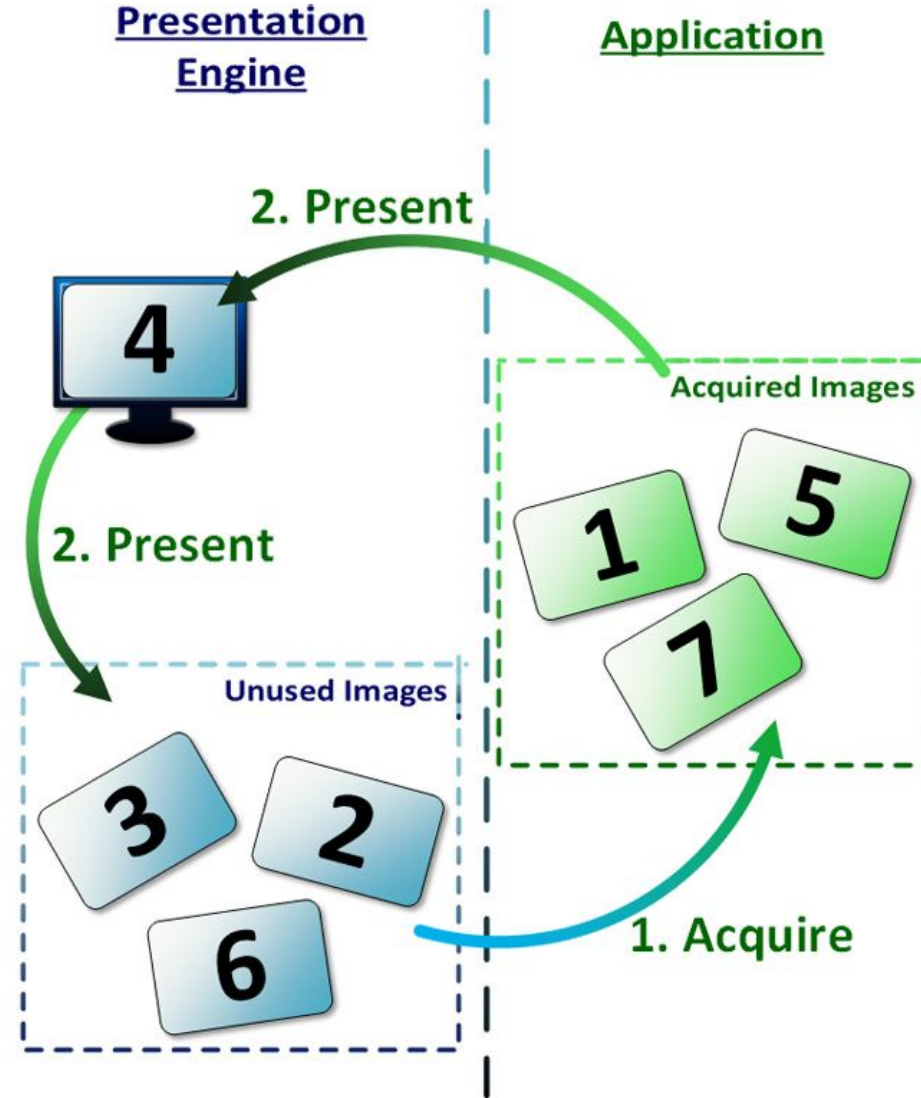 Presentation
Engine
Application
2. Present
4
Acquired Images
5
1
2. Present
7
Unused Images
3
2
6
1. Acquire